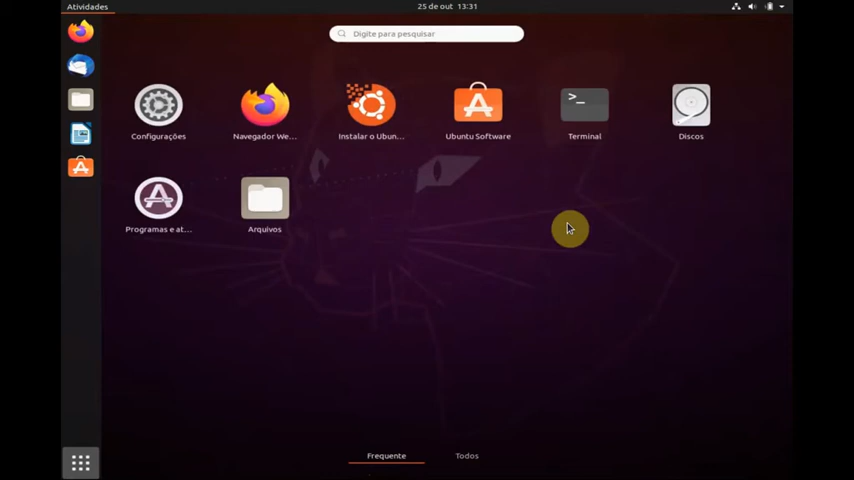 Atividades
25 de out 13:31
Digite para pesquisar
Configurações
Navegador We...
Instalar o Ubun...
Ubuntu Software
Terminal
Discos
Programas e at...
Arquivos
Frequente
Todos